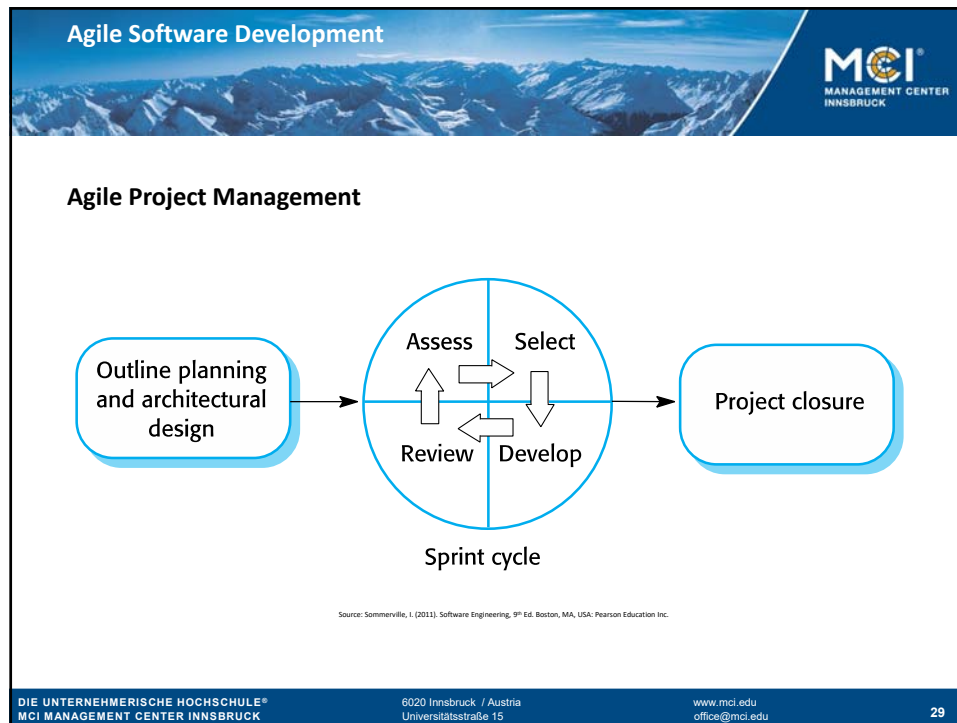 Agile Software Development
MCI®
MANAGEMENT CENTER
INNSBRUCK
Agile Project Management
Outline planning
and architectural
design
Assess
Select
Review
Develop
Sprint cycle
Project closure
Source: Sommerville, I. (2011). Software Engineering, 9th Ed. Boston, MA, USA: Pearson Education Inc.
DIE UNTERNEHMERISCHE HOCHSCHULE®
MCI MANAGEMENT CENTER INNSBRUCK
6020 Innsbruck / Austria
Universitätsstraße 15
www.mci.edu
office@mci.edu
29